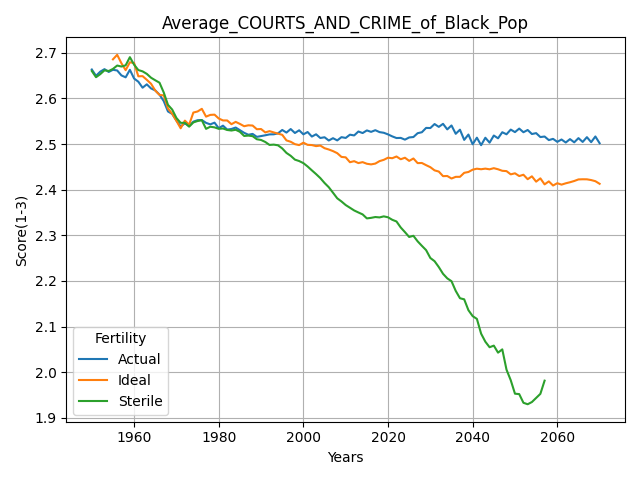 Average_COURTS_AND_CRIME_of_Black_Pop
Score(1-3)
2.7
2.6
2.5
2.4
2.3
2.2
2.1
2.0
1.9
Fertility
Actual
Ideal
Sterile
1960
1980
2000
2020
2040
2060
Years